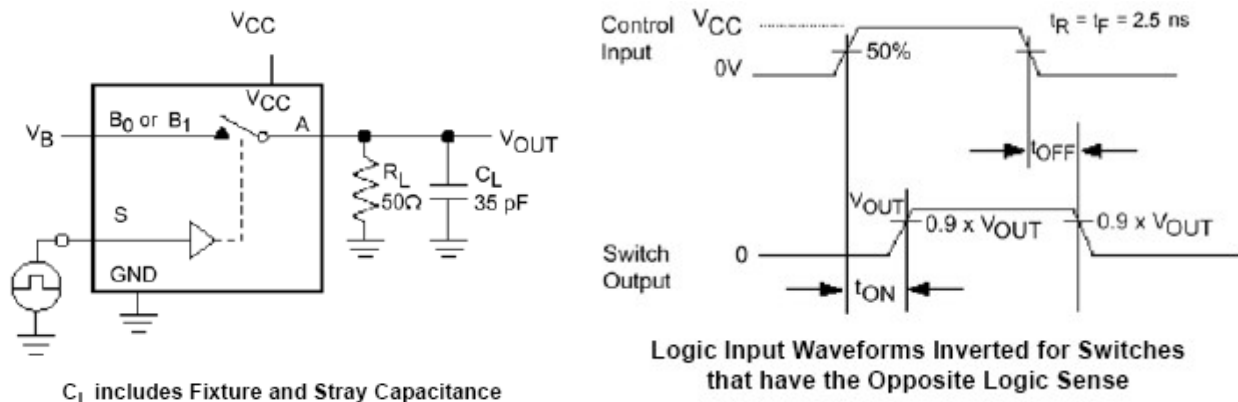 VCC
VCC
VB
B0 or B1
A
VOUT
RL
50Ω
CL
35 pF
S
GND
CL includes Fixture and Stray Capacitance
Control
Input
VCC
0V
50%
tR = tF = 2.5 ns
tOFF
VOUT
0.9 x VOUT
0.9 x VOUT
Switch
Output
0
tON
Logic Input Waveforms Inverted for Switches
that have the Opposite Logic Sense